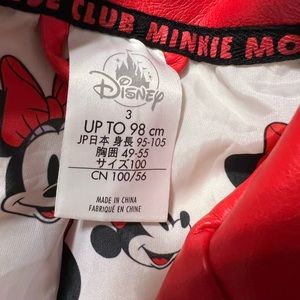 CLUB MINNIE MO
Disney
3
UP TO 98 cm
JP日本 身長 95-105
胸囲 49-55
サイズ100
CN 100/56
MADE IN CHINA
FABRIQUÉ EN CHINE